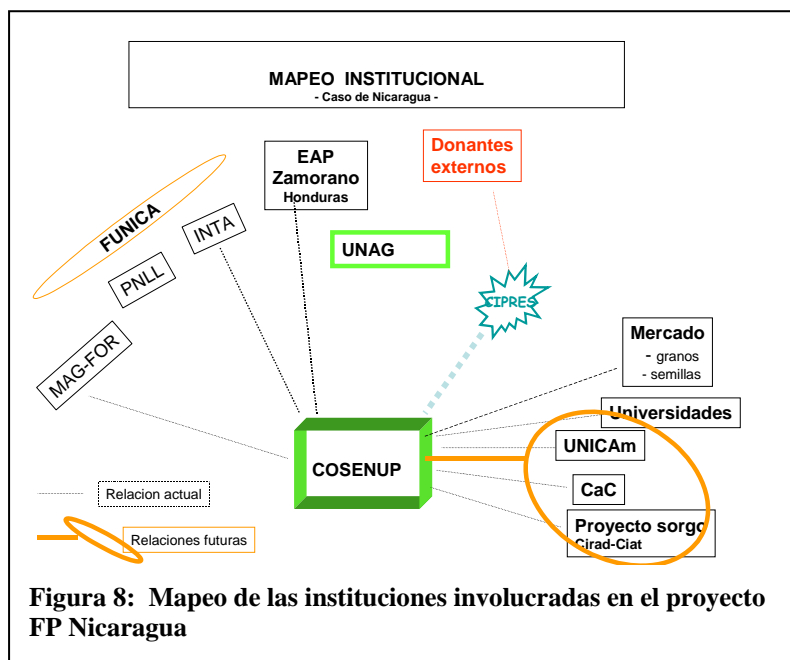 MAPEO INSTITUCIONAL
- Caso de Nicaragua -
EAP
Zamorano
Honduras
Donantes
externos
FUNICA
INTA
PNLL
MAG-FOR
UNAG
CIPRES
Mercado
- granos
- semillas
Universidades
UNICAm
CaC
Proyecto sorgo
Cirad-Ciat
COSENUP
Relacion actual
Relaciones futuras
Figura 8: Mapeo de las instituciones involucradas en el proyecto
FP Nicaragua